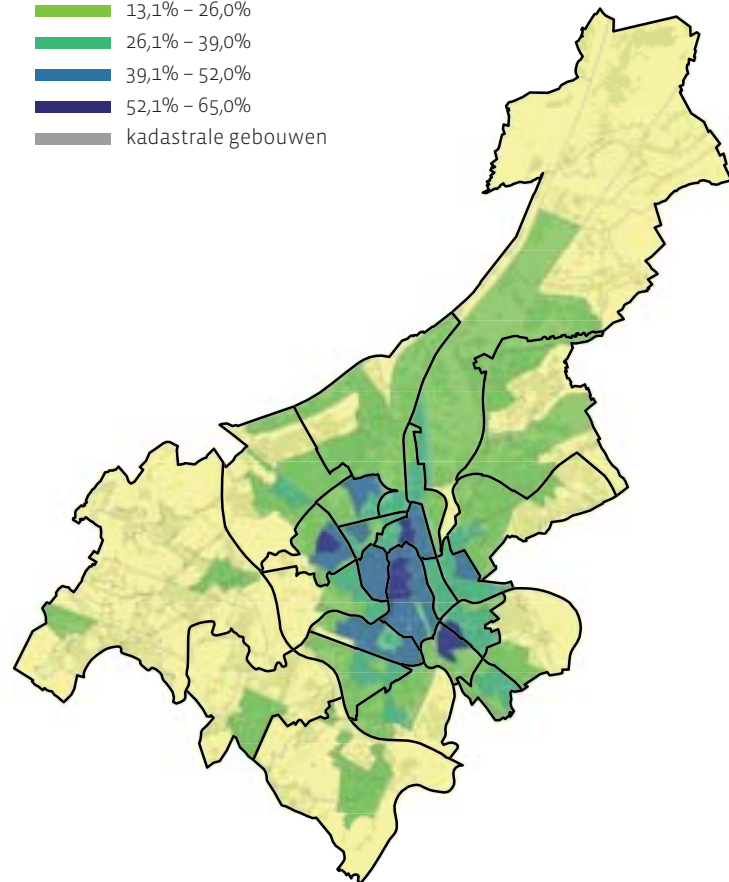 13,1% – 26,0%
26,1% – 39,0%
39,1% – 52,0%
52,1% – 65,0%
kadastrale gebouwen